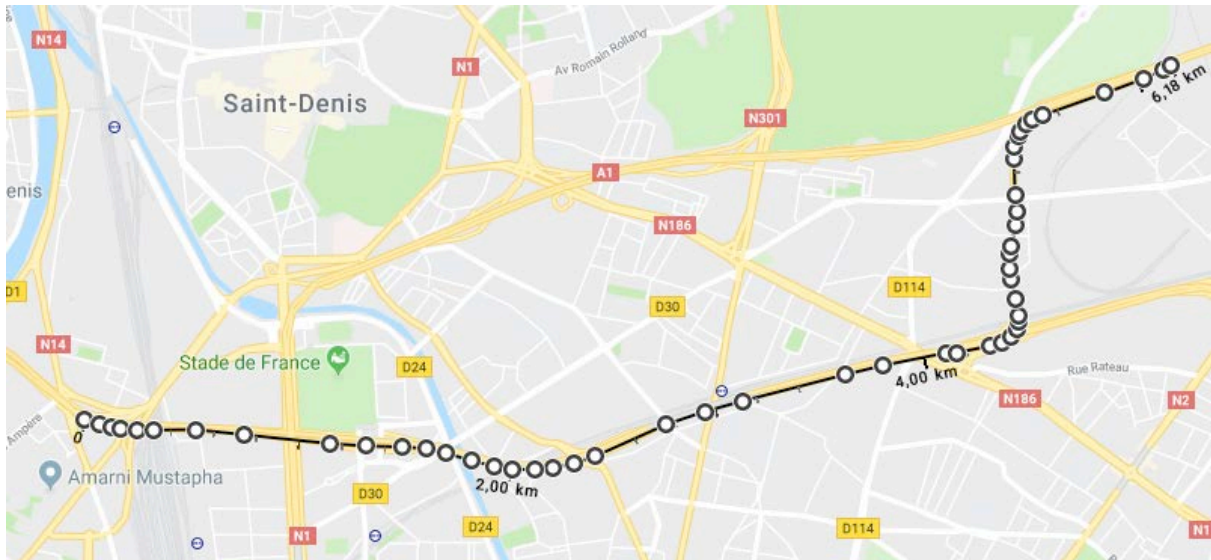 N14
N1
Av Romain Rolland
6,18 km
Saint-Denis
N301
A1
enis
N186
D1
D114
D30
N14
Stade de France
D24
4,00 km
Rue Rateau
N186
N2
0
Ampère
Amarni Mustapha
2,00 km
D30
N1
D24
D114
N1